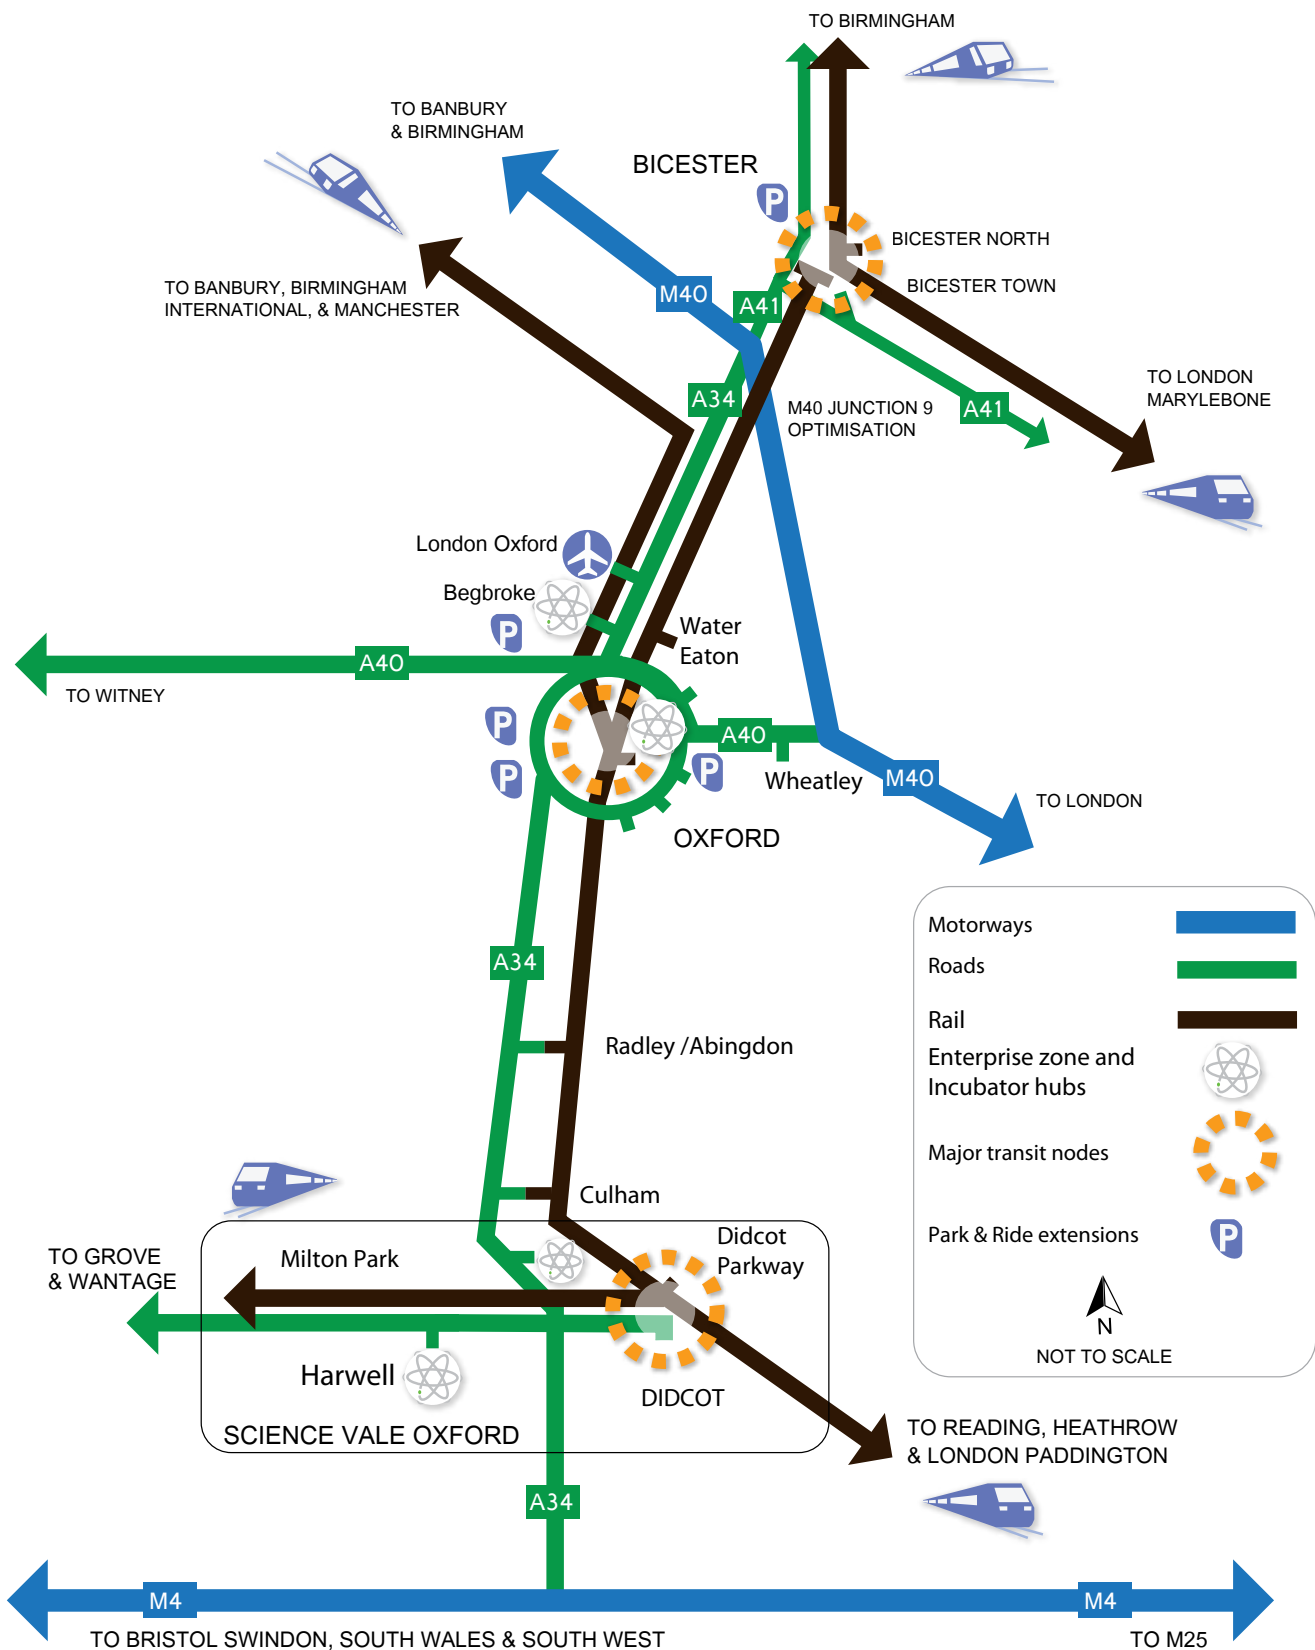 TO BIRMINGHAM
TO BANBURY
& BIRMINGHAM
BICESTER
P
BICESTER NORTH
BICESTER TOWN
TO BANBURY, BIRMINGHAM
INTERNATIONAL, & MANCHESTER
M40
A41
A34
M40 JUNCTION 9
OPTIMISATION
A41
TO LONDON
MARYLEBONE
London Oxford
Begbroke
P
Water
Eaton
A40
TO WITNEY
P
P
P
A40
Wheatley
M40
TO LONDON
OXFORD
A34
Radley /Abingdon
Culham
Didcot
Parkway
Milton Park
TO GROVE
& WANTAGE
Harwell
DIDCOT
SCIENCE VALE OXFORD
TO READING, HEATHROW
& LONDON PADDINGTON
A34
M4
M4
TO BRISTOL SWINDON, SOUTH WALES & SOUTH WEST
TO M25
Motorways
Roads
Rail
Enterprise zone and
Incubator hubs
Major transit nodes
Park & Ride extensions
P
N
NOT TO SCALE